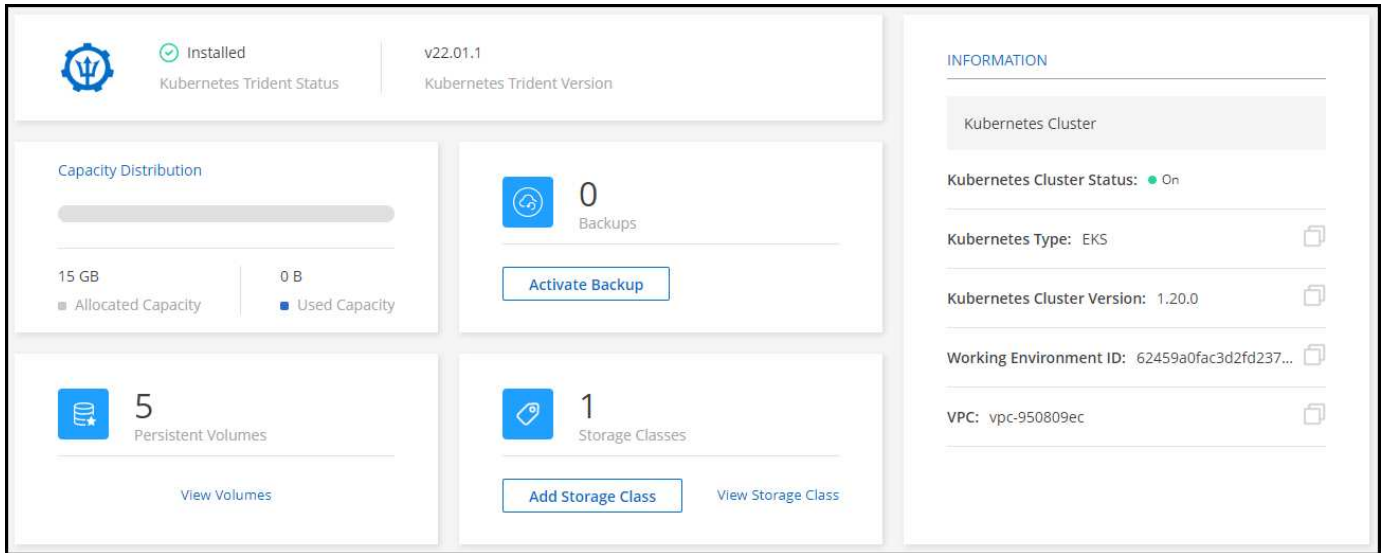 Installed
Kubernetes Trident Status
v22.01.1
Kubernetes Trident Version
Capacity Distribution
15 GB
Allocated Capacity
0 B
Used Capacity
0
Backups
Activate Backup
5
Persistent Volumes
View Volumes
1
Storage Classes
Add Storage Class
View Storage Class
INFORMATION
Kubernetes Cluster
Kubernetes Cluster Status: On
Kubernetes Type: EKS
Kubernetes Cluster Version: 1.20.0
Working Environment ID: 62459a0fac3d2fd237...
VPC: vpc-950809ec